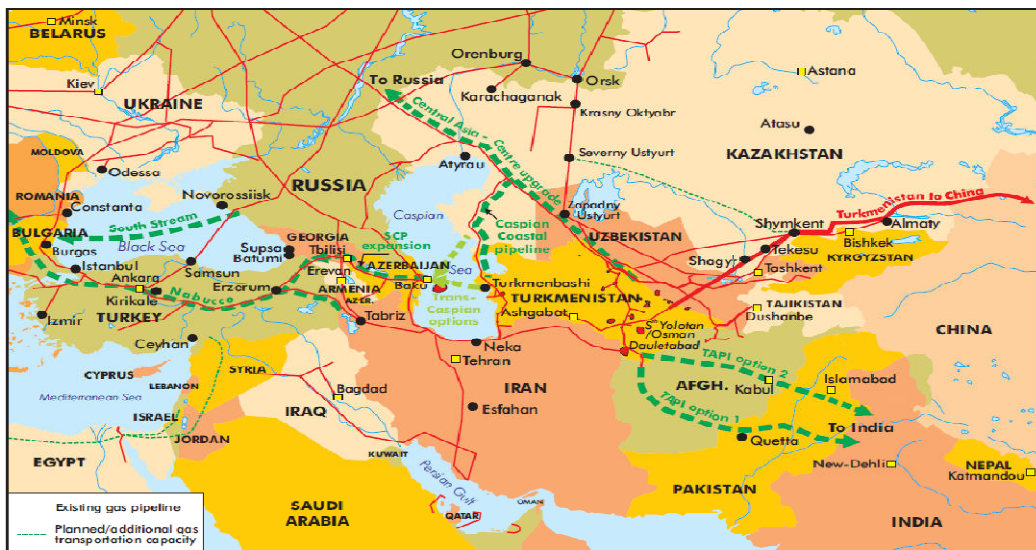 Minsk
BELARUS
Kiev
UKRAINE
MOLDOVA
Odessa
ROMANIA
Constanta
BULGARIA
Burgas
South Stream
Black Sea
Novorossiisk
RUSSIA
To Russia
Orenburg
Orsk
Karachaganak
Krasny Oktyabr
Central Asia - Centre upgrade
Atyrau
Severny Ustyurt
Astana
Atasu
KAZAKHSTAN
Zapadny
Ustyurt
Turkmenistan to China
Shymkent
Almaty
Tekesu
Bishkek
KYRGYZSTAN
Shagyr
Tashkent
UZBEKISTAN
Caspian
Sea
Caspian
Coastal
pipeline
SCP
expansion
GEORGIA
Tbilisi
Supsa
Batumi
Erevan
ARMENIA
AZERBAIJAN
AZER.
Baku
Trans-
Caspian
options
Turkmenbashi
TURKMENISTAN
Ashgabat
TAJIKISTAN
Dushanbe
CHINA
Istanbul
Ankara
Kirikale
Samsun
Erzerum
Nabucco
Izmir
TURKEY
Tabriz
Ceyhan
Neka
Tehran
S. Yolotan
/Osman
Dauletabad
TAPI option 2
AFGH.
Kabul
Islamabad
TAPI option 1
To India
Quetta
CYPRUS
Mediterranean Sea
LEBANON
SYRIA
ISRAEL
JORDAN
Bagdad
IRAQ
IRAN
Esfahan
EGYPT
KUWAIT
Persian Gulf
SAUDI
ARABIA
QATAR
OMAN
PAKISTAN
New-Dehli
NEPAL
Katmandou
INDIA
Existing gas pipeline
Planned/additional gas
transportation capacity